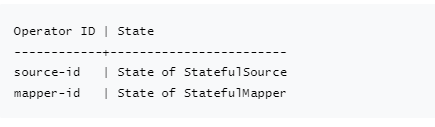 Operator ID | State
------------+------------------------
source-id   | State of StatefulSource
mapper-id   | State of StatefulMapper